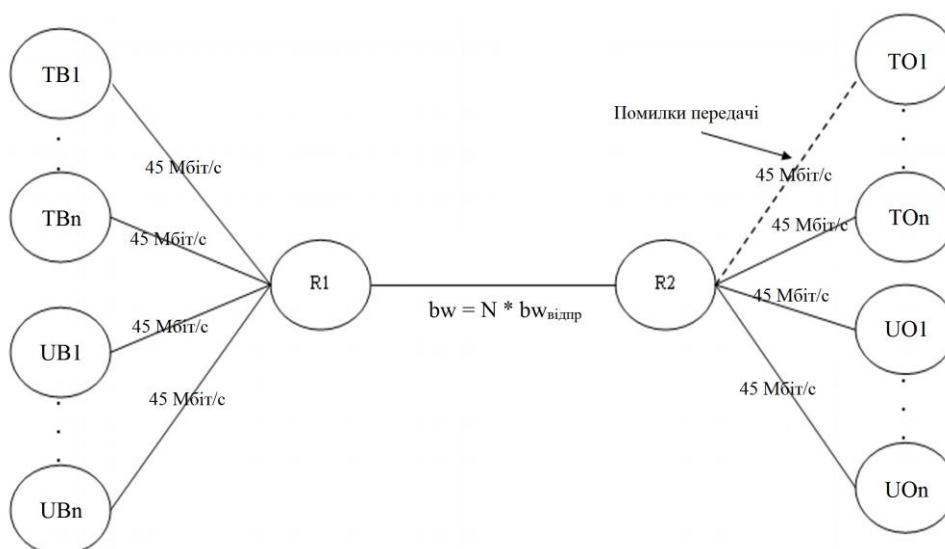 TB1
TO1
Помилки передачі
45 Мбіт/с
45 Мбіт/с
TBn
TOn
45 Мбіт/с
45 Мбіт/с
R1
R2
bw = N * bwвідпр
45 Мбіт/с
45 Мбіт/с
UB1
UO1
45 Мбіт/с
45 Мбіт/с
UBn
UOn